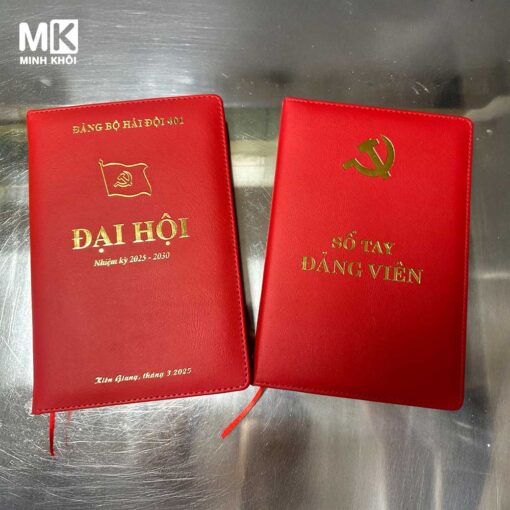 MK
MINH KHÔI
ĐẢNG BỘ HẢI ĐỘI 401
ĐẠI HỘI
Nhiệm kỳ 2025 - 2030
Kiên Giang, tháng 3.2025
SỔ TAY
ĐẢNG VIÊN